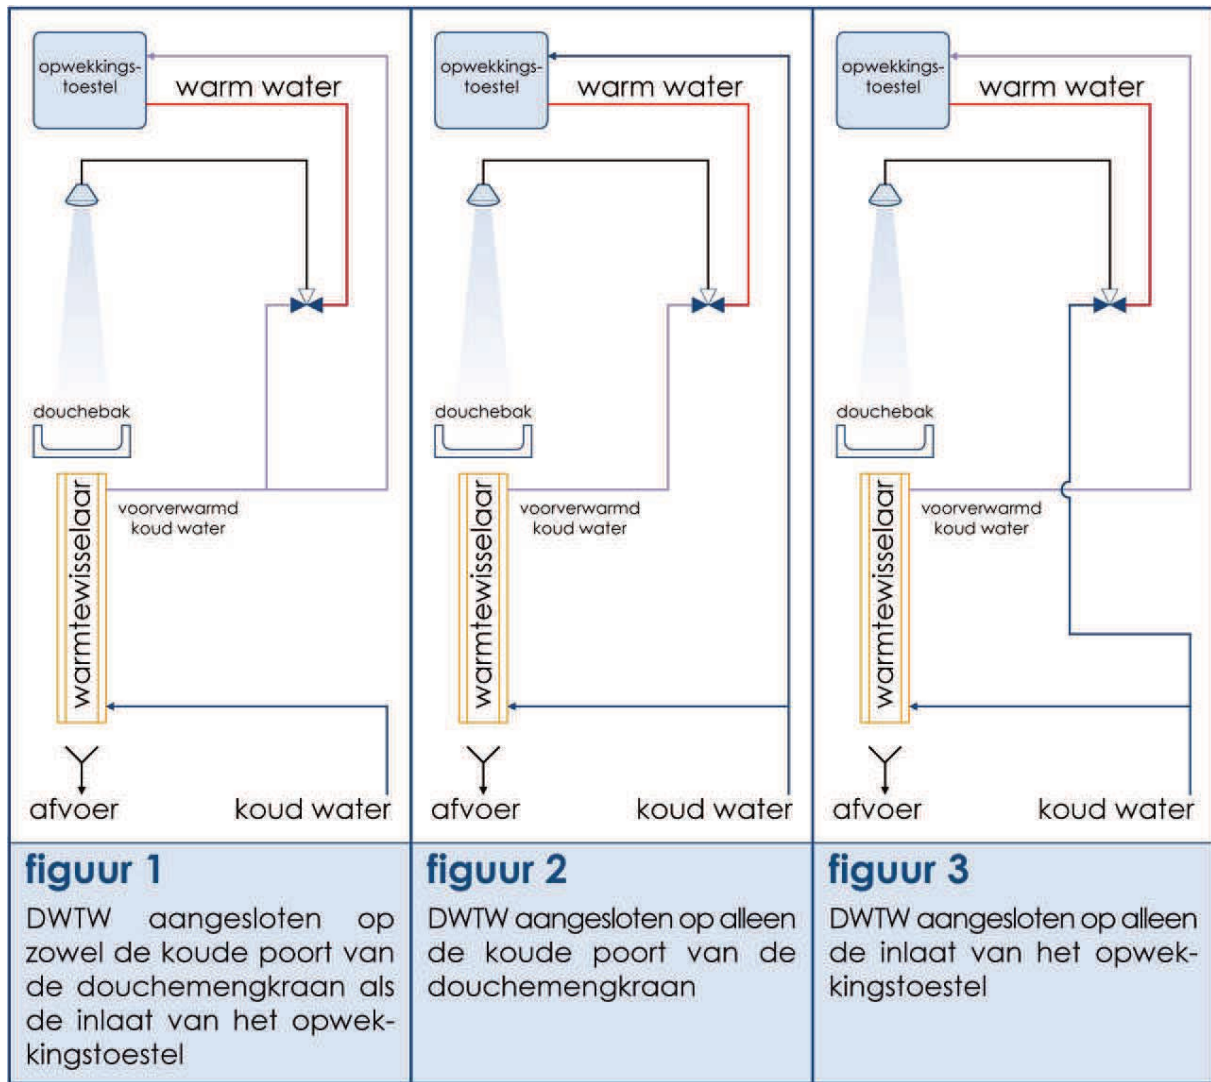 opwekkings-
toestel
warm water
douchebak
warmtewisselaar
voorverwarmd
koud water
afvoer
koud water
figuur 1
DWTW aangesloten op
zowel de koude poort van
de douchemengkraan als
de inlaat van het opwek-
kingstoestel
opwekkings-
toestel
warm water
douchebak
warmtewisselaar
voorverwarmd
koud water
afvoer
koud water
figuur 2
DWTW aangesloten op alleen
de koude poort van de
douchemengkraan
opwekkings-
toestel
warm water
douchebak
warmtewisselaar
voorverwarmd
koud water
afvoer
koud water
figuur 3
DWTW aangesloten op alleen
de inlaat van het opwek-
kingstoestel